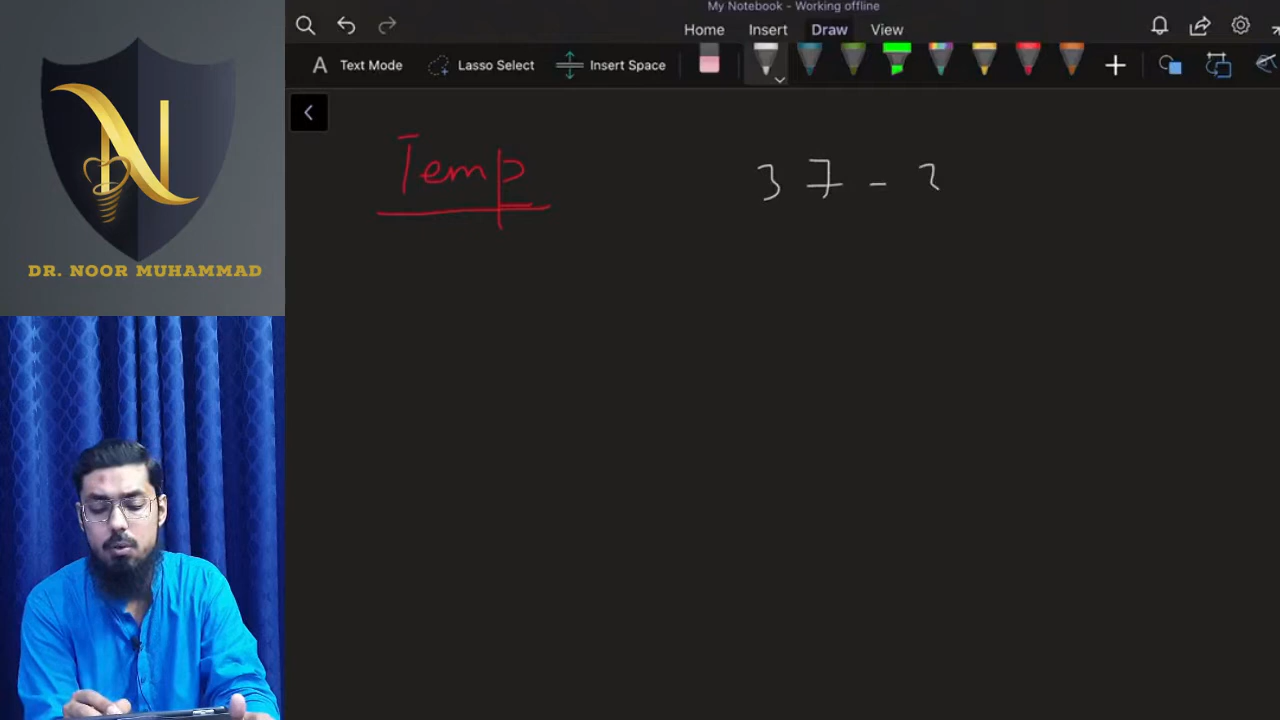 My Notebook - Working offline
Home Insert Draw View
A Text Mode Lasso Select Insert Space
Temp 37 - 3
N
DR. NOOR MUHAMMAD